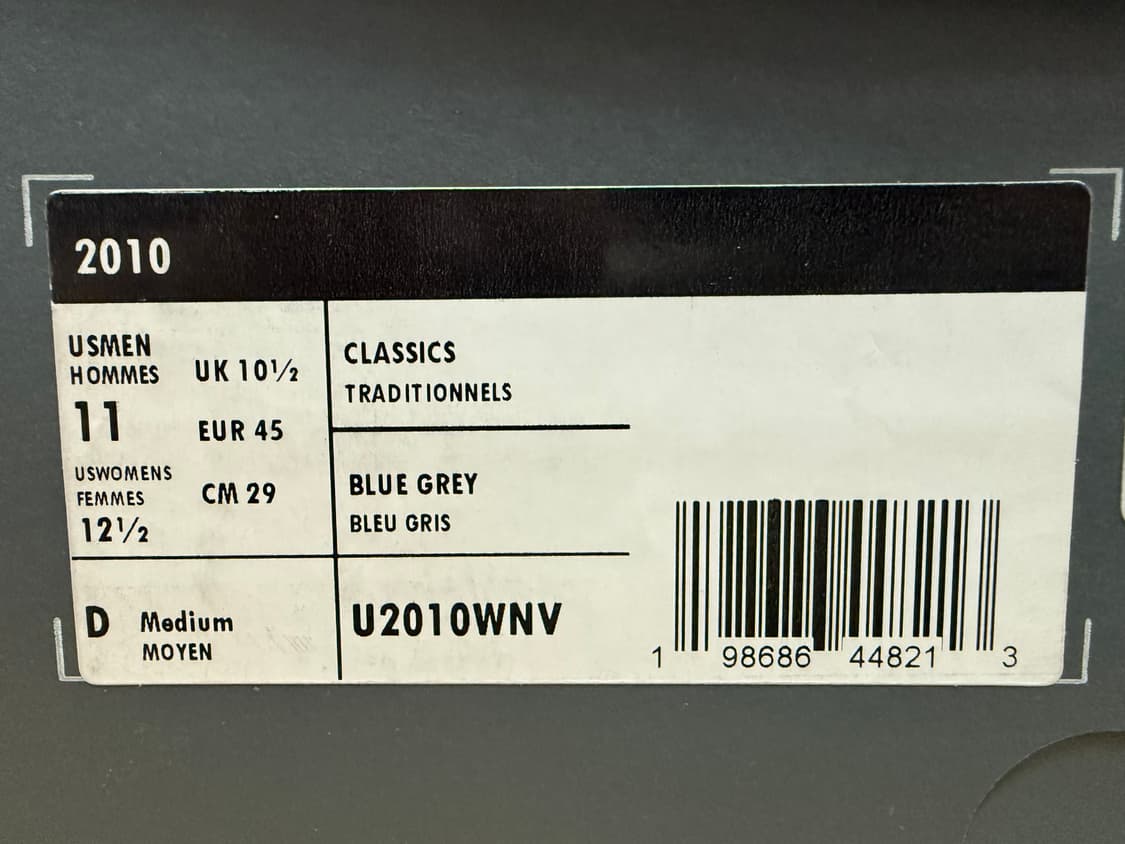 2010
USMEN
HOMMES
11
USWOMENS
FEMMES
12½
UK 10½
EUR 45
CM 29
CLASSICS
TRADITIONNELS
BLUE GREY
BLEU GRIS
D Medium
MOYEN
U2010WNV
1 98686 44821 3